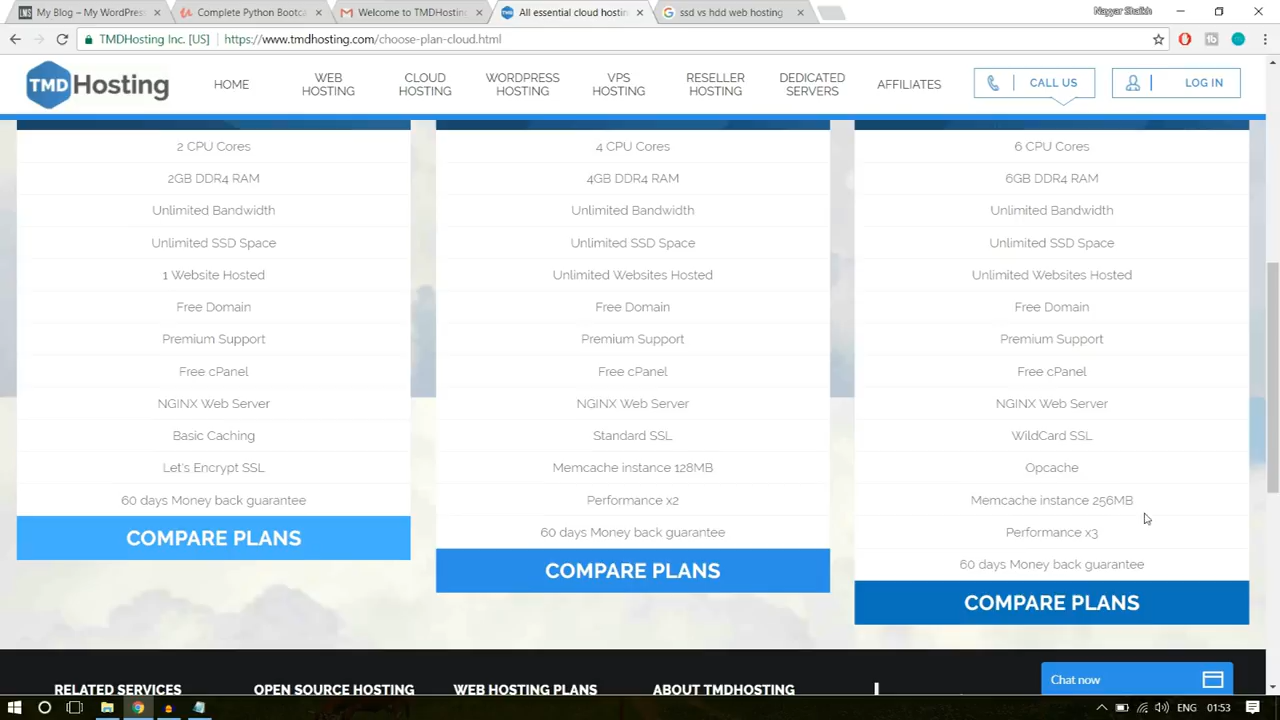 My Blog – My WordPres
Complete Python Bootca
Welcome to TMDHosting
All essential cloud hostin
ssd vs hdd web hosting
Nayyar Shaikh
TMDHosting Inc. [US]
https://www.tmdhosting.com/choose-plan-cloud.html
TMDHosting
HOME
WEB
HOSTING
CLOUD
HOSTING
WORDPRESS
HOSTING
VPS
HOSTING
RESELLER
HOSTING
DEDICATED
SERVERS
AFFILIATES
CALL US
LOG IN
2 CPU Cores
2GB DDR4 RAM
Unlimited Bandwidth
Unlimited SSD Space
1 Website Hosted
Free Domain
Premium Support
Free cPanel
NGINX Web Server
Basic Caching
Let's Encrypt SSL
60 days Money back guarantee
COMPARE PLANS
4 CPU Cores
4GB DDR4 RAM
Unlimited Bandwidth
Unlimited SSD Space
Unlimited Websites Hosted
Free Domain
Premium Support
Free cPanel
NGINX Web Server
Standard SSL
Memcache instance 128MB
Performance x2
60 days Money back guarantee
COMPARE PLANS
6 CPU Cores
6GB DDR4 RAM
Unlimited Bandwidth
Unlimited SSD Space
Unlimited Websites Hosted
Free Domain
Premium Support
Free cPanel
NGINX Web Server
WildCard SSL
Opcache
Memcache instance 256MB
Performance x3
60 days Money back guarantee
COMPARE PLANS
RELATED SERVICES
OPEN SOURCE HOSTING
WEB HOSTING PLANS
ABOUT TMDHOSTING
Chat now
ENG
01:53